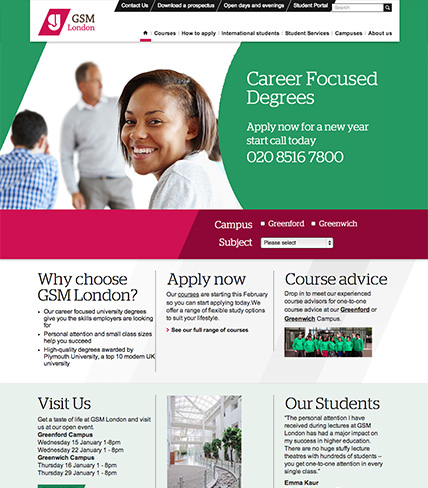 Contact Us
Download a prospectus
Open days and evenings
Student Portal
Search
GSM
London
Courses
How to apply
International students
Student Services
Campuses
About us
Career Focused
Degrees
Apply now for a new year
start call today
020 8516 7800
Campus
Greenford
Greenwich
Subject
Please select
Why choose
GSM London?
Our career focused university degrees
give you the skills employers are looking
for
Personal attention and small class sizes
help you succeed
High-quality degrees awarded by
Plymouth University, a top 10 modern UK
university
Apply now
Our courses are starting this February
so you can start applying today.We
offer a range of flexible study options
to suit your lifestyle.
See our full range of courses
Course advice
Drop in to meet our experienced
course advisors for one-to-one
course advice at our Greenford or
Greenwich Campus.
Visit Us
Get a taste of life at GSM London and visit
us at our open event.
Greenford Campus
Wednesday 15 January 1-8pm
Wednesday 22 January 1-8pm
Greenwich Campus
Thursday 16 January 1-8pm
Thursday 29 January 1-8pm
Our Students
"The personal attention I have
received during lectures at GSM
London has had a major impact on
my success in higher education.
There are no huge stuffy lecture
theatres with hundreds of students –
you get one-to-one attention in every
single class."
Emma Kaur